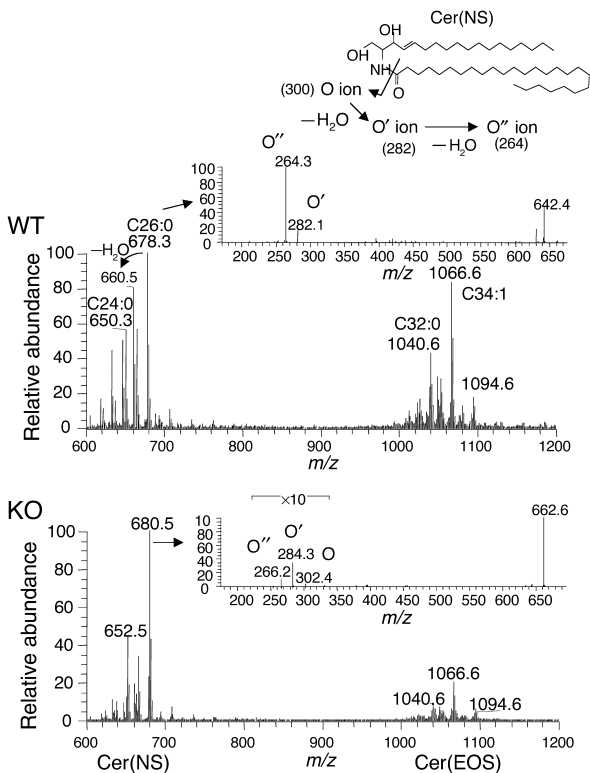 Cer(NS)
OH
OH
NH
O
(300) O ion
—H2O
O′ ion
O″ ion
(282)
—H2O
(264)
O″
264.3
O′
282.1
642.4
100
80
60
40
20
0
200 250 300 350 400 450 500 550 600 650
m/z
WT
C26:0
678.3
—H2O
660.5
C24:0
650.3
1066.6
C34:1
C32:0
1040.6
1094.6
Relative abundance
100
80
60
40
20
0
600 700 800 900 1000 1100 1200
m/z
KO
680.5
652.5
×10
662.6
O″
O′
O
266.2
284.3
302.4
10
80
60
40
20
0
200 250 300 350 400 450 500 550 600 650
m/z
1066.6
1040.6
1094.6
Relative abundance
100
80
60
40
20
0
600 700 800 900 1000 1100 1200
Cer(NS) m/z Cer(EOS)